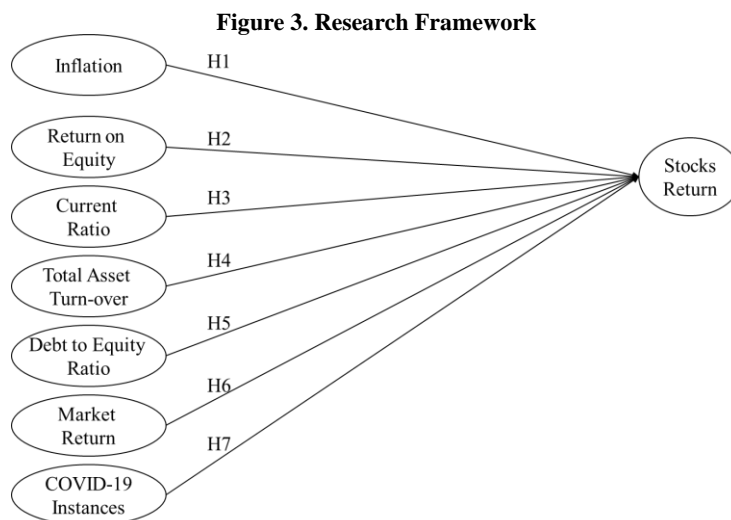 Figure 3. Research Framework
Inflation
H1
Return on
Equity
H2
Current
Ratio
H3
Total Asset
Turn-over
H4
Debt to Equity
Ratio
H5
Market
Return
H6
COVID-19
Instances
H7
Stocks
Return